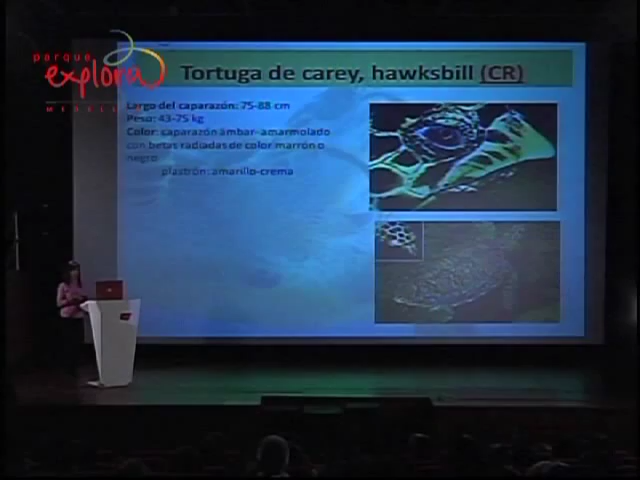 parque
explora
Tortuga de carey, hawksbill (CR)
Largo del caparazón: 75-88 cm
Peso: 43-75 kg
Color: caparazón ámbar- amarmolado
con betas radiadas de color marrón o
negro
plastrón: amarillo-crema